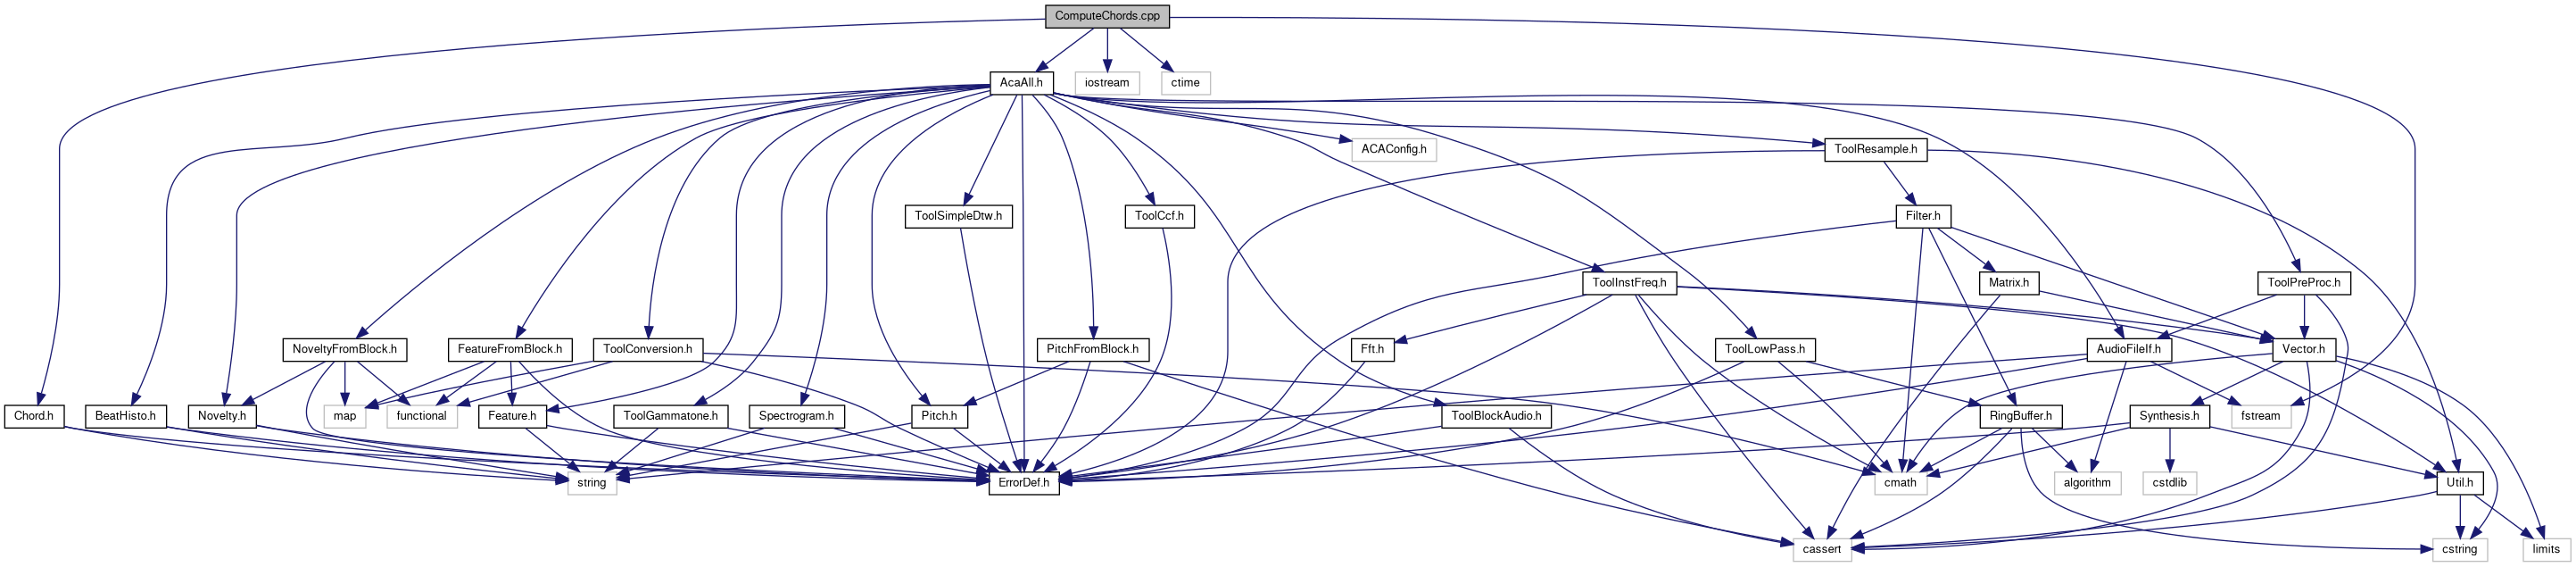 ComputeChords.cpp
AcaAll.h
iostream
ctime
ACAConfig.h
ToolResample.h
ToolSimpleDtw.h
ToolCcf.h
Filter.h
ToolInstFreq.h
Matrix.h
ToolPreProc.h
NoveltyFromBlock.h
FeatureFromBlock.h
ToolConversion.h
PitchFromBlock.h
Fft.h
ToolLowPass.h
AudioFileIf.h
Vector.h
Chord.h
BeatHisto.h
Novelty.h
map
functional
Feature.h
ToolGammatone.h
Spectrogram.h
Pitch.h
ToolBlockAudio.h
RingBuffer.h
Synthesis.h
fstream
string
ErrorDef.h
cmath
algorithm
cstdlib
Util.h
cassert
cstring
limits